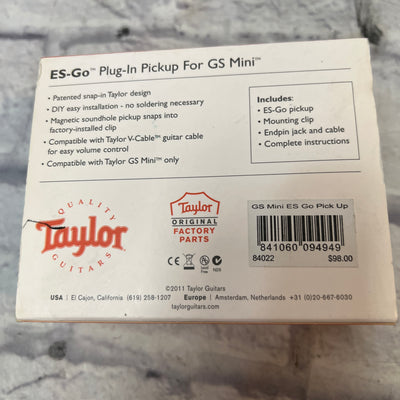 ES-Go™ Plug-In Pickup For GS Mini™
• Patented snap-in Taylor design
• DIY easy installation - no soldering necessary
• Magnetic soundhole pickup snaps into
factory-installed clip
• Compatible with Taylor V-Cable™ guitar cable
for easy volume control
• Compatible with Taylor GS Mini™ only
Includes:
• ES-Go pickup
• Mounting clip
• Endpin jack and cable
• Complete instructions
QUALITY
Taylor
GUITARS
Taylor
ORIGINAL
FACTORY
PARTS
GS Mini ES Go Pick Up
841060 094949
84022 $98.00
CE
Lead
Free
N28
©2011 Taylor Guitars
USA | El Cajon, California (619) 258-1207 Europe | Amsterdam, Netherlands +31 (0)20-667-6030
taylorguitars.com